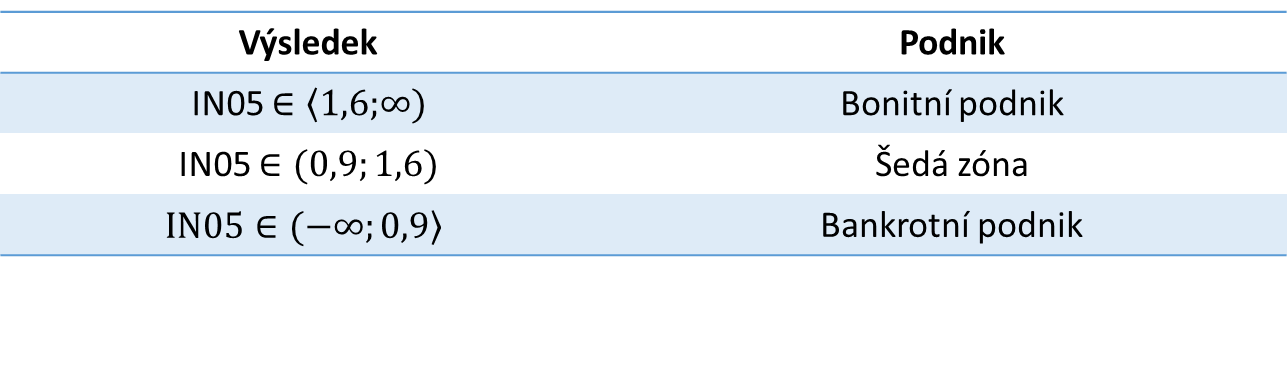 Výsledek Podnik
IN05 ∈ ⟨1,6;∞) Bonitní podnik
IN05 ∈ (0,9; 1,6) Šedá zóna
IN05 ∈ (−∞; 0,9⟩ Bankrotní podnik